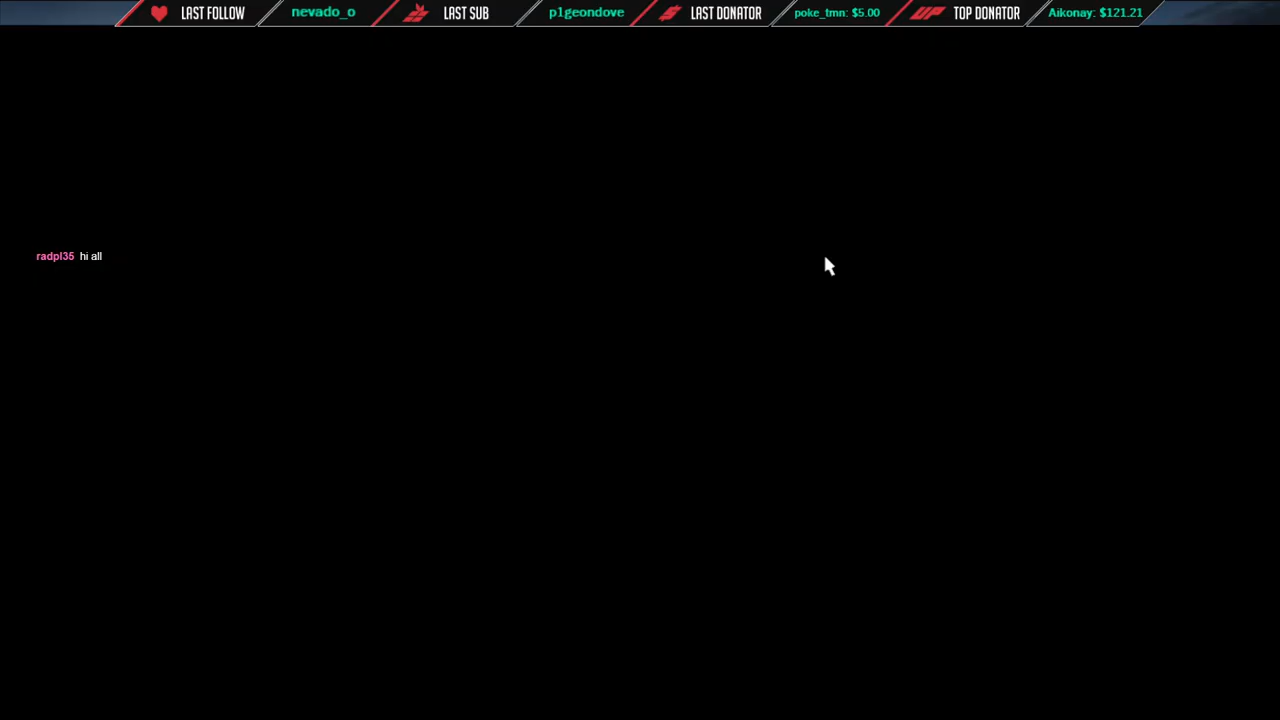 LAST FOLLOW nevado_o LAST SUB p1geondove LAST DONATOR poke_tmn: $5.00 TOP DONATOR Aikonay: $121.21
radpl35 hi all